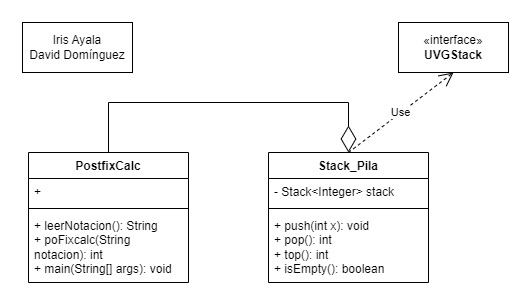 Iris Ayala
David Domínguez
«interface»
UVGStack
Use
PostfixCalc
+
+ leerNotacion(): String
+ poFixcalc(String
notacion): int
+ main(String[] args): void
Stack_Pila
- Stack<Integer> stack
+ push(int x): void
+ pop(): int
+ top(): int
+ isEmpty(): boolean